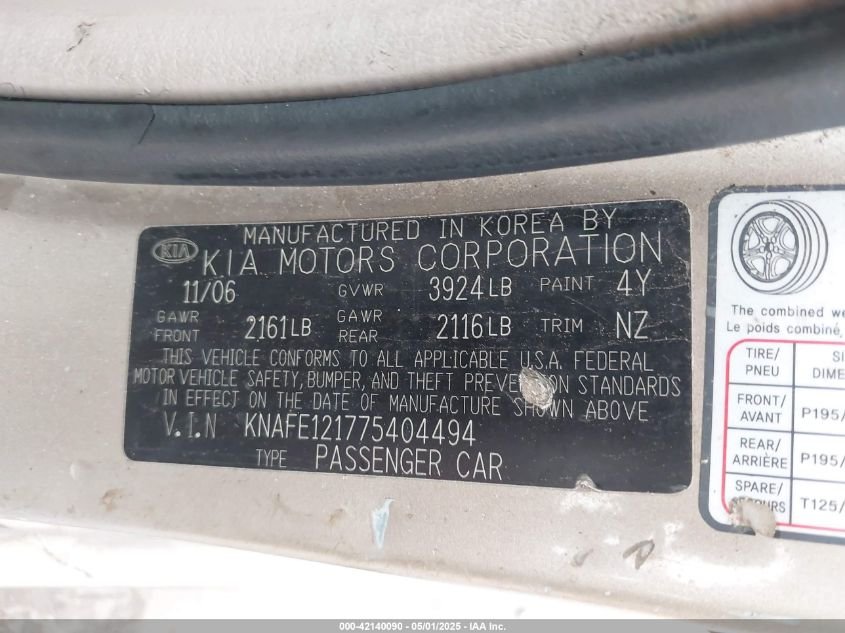 MANUFACTURED IN KOREA BY
KIA
KIA MOTORS CORPORATION
11/06 GVWR 3924LB PAINT 4Y
GAWR FRONT 2161LB GAWR REAR 2116LB TRIM NZ
THIS VEHICLE CONFORMS TO ALL APPLICABLE U.S.A. FEDERAL
MOTOR VEHICLE SAFETY, BUMPER, AND THEFT PREVENTION STANDARDS
IN EFFECT ON THE DATE OF MANUFACTURE SHOWN ABOVE
V.I.N KNAFE121775404494
TYPE PASSENGER CAR
The combined we
Le poids combiné
TIRE/ SI
PNEU DIME
FRONT/
AVANT P195/
REAR/
ARRIÈRE P195/
SPARE/
SECOURS T125/
000-42140090 - 05/01/2025 - IAA Inc.